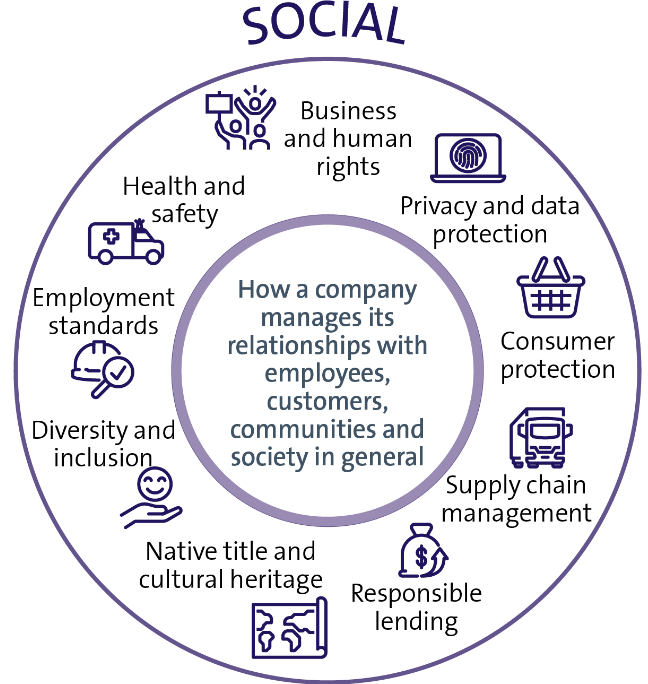 SOCIAL
Business
and human
rights
Privacy and data
protection
Consumer
protection
Supply chain
management
Responsible
lending
Native title and
cultural heritage
Diversity and
inclusion
Employment
standards
Health and
safety
How a company
manages its
relationships with
employees,
customers,
communities and
society in general
$